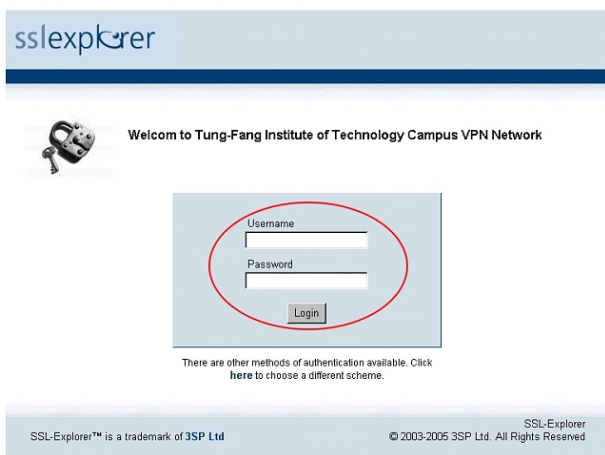 sslexplorer
Welcom to Tung-Fang Institute of Technology Campus VPN Network
Username
Password
Login
There are other methods of authentication available. Click
here to choose a different scheme.
SSL-Explorer™ is a trademark of 3SP Ltd
SSL-Explorer
© 2003-2005 3SP Ltd. All Rights Reserved